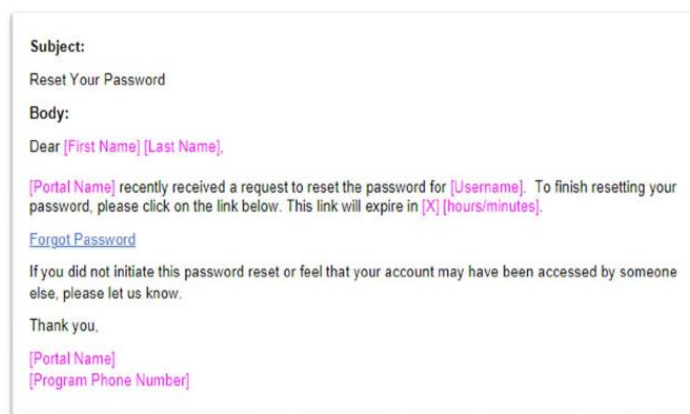 Subject:
Reset Your Password
Body:
Dear [First Name] [Last Name],
[Portal Name] recently received a request to reset the password for [Username].  To finish resetting your
password, please click on the link below. This link will expire in [X] [hours/minutes].
Forgot Password
If you did not initiate this password reset or feel that your account may have been accessed by someone
else, please let us know.
Thank you,
[Portal Name]
[Program Phone Number]